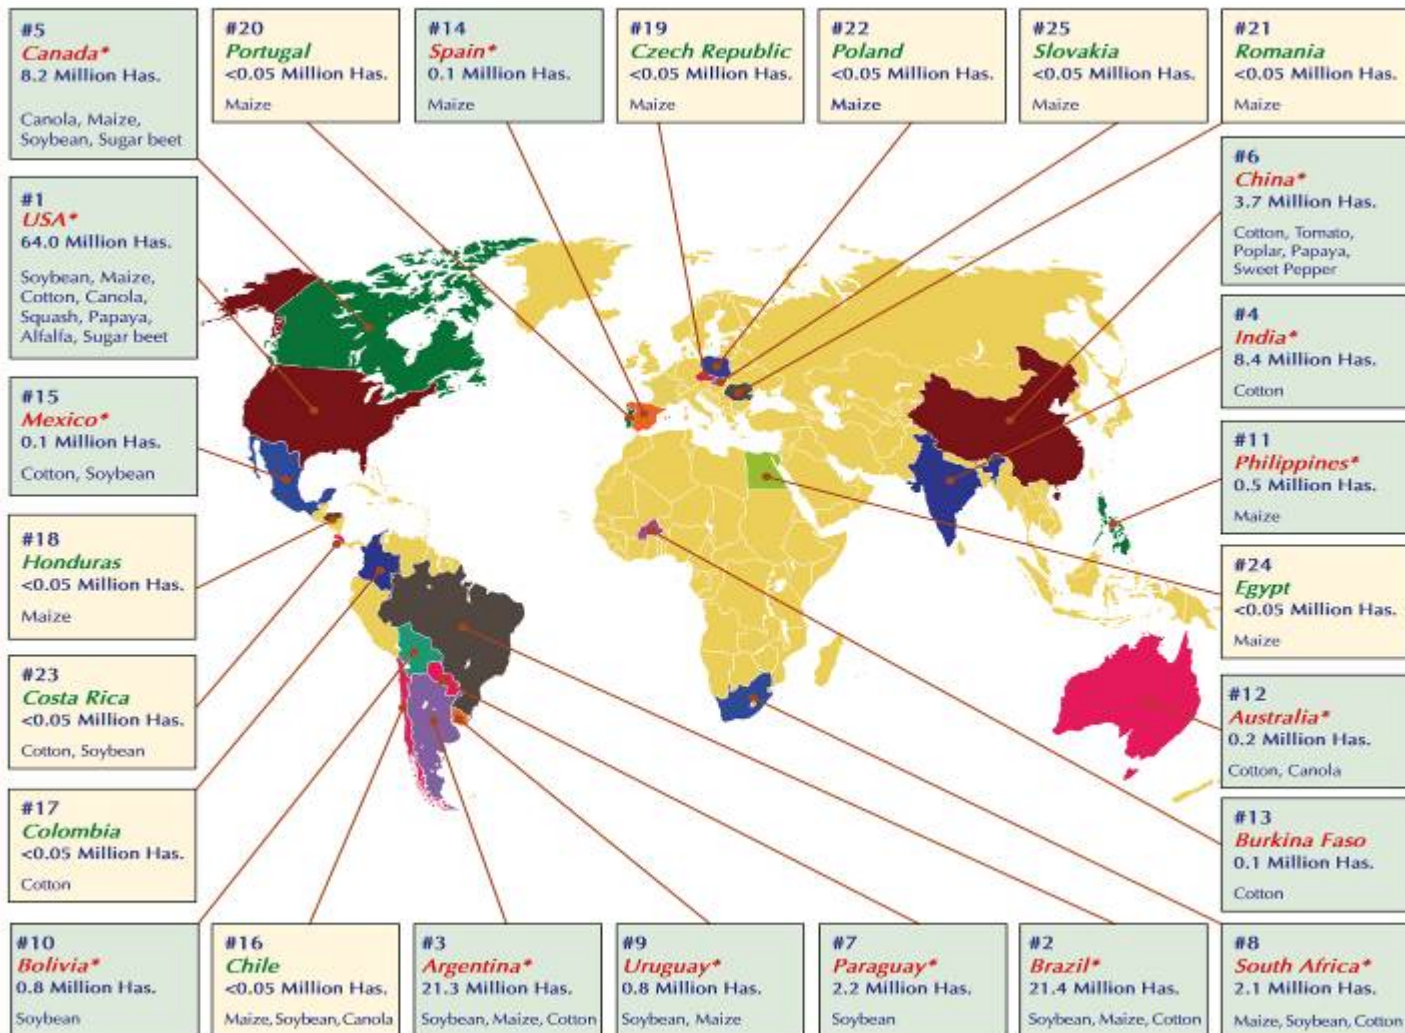 #5
Canada*
8.2 Million Has.
Canola, Maize,
Soybean, Sugar beet
#20
Portugal
<0.05 Million Has.
Maize
#14
Spain*
0.1 Million Has.
Maize
#19
Czech Republic
<0.05 Million Has.
Maize
#22
Poland
<0.05 Million Has.
Maize
#25
Slovakia
<0.05 Million Has.
Maize
#21
Romania
<0.05 Million Has.
Maize
#1
USA*
64.0 Million Has.
Soybean, Maize,
Cotton, Canola,
Squash, Papaya,
Alfalfa, Sugar beet
#6
China*
3.7 Million Has.
Cotton, Tomato,
Poplar, Papaya,
Sweet Pepper
#4
India*
8.4 Million Has.
Cotton
#15
Mexico*
0.1 Million Has.
Cotton, Soybean
#11
Philippines*
0.5 Million Has.
Maize
#18
Honduras
<0.05 Million Has.
Maize
#24
Egypt
<0.05 Million Has.
Maize
#23
Costa Rica
<0.05 Million Has.
Cotton, Soybean
#12
Australia*
0.2 Million Has.
Cotton, Canola
#17
Colombia
<0.05 Million Has.
Cotton
#13
Burkina Faso
0.1 Million Has.
Cotton
#10
Bolivia*
0.8 Million Has.
Soybean
#16
Chile
<0.05 Million Has.
Maize, Soybean, Canola
#3
Argentina*
21.3 Million Has.
Soybean, Maize, Cotton
#9
Uruguay*
0.8 Million Has.
Soybean, Maize
#7
Paraguay*
2.2 Million Has.
Soybean
#2
Brazil*
21.4 Million Has.
Soybean, Maize, Cotton
#8
South Africa*
2.1 Million Has.
Maize, Soybean, Cotton